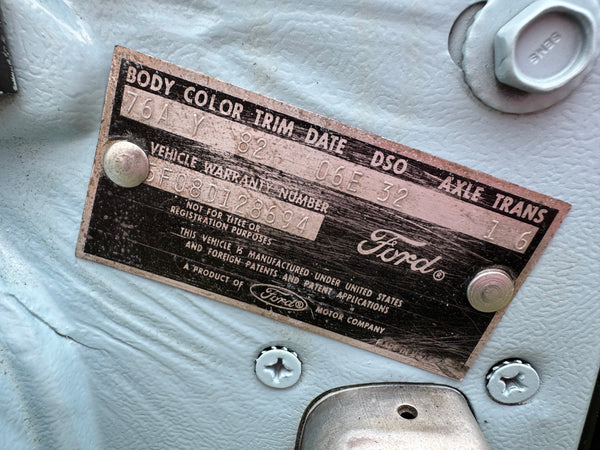 BODY COLOR TRIM DATE DSO AXLE TRANS
76A Y 82 06E 32 1 6
VEHICLE WARRANTY NUMBER
5F08D128694
NOT FOR TITLE OR
REGISTRATION PURPOSES
Ford®
THIS VEHICLE IS MANUFACTURED UNDER UNITED STATES
AND FOREIGN PATENTS AND PATENT APPLICATIONS
A PRODUCT OF Ford® MOTOR COMPANY